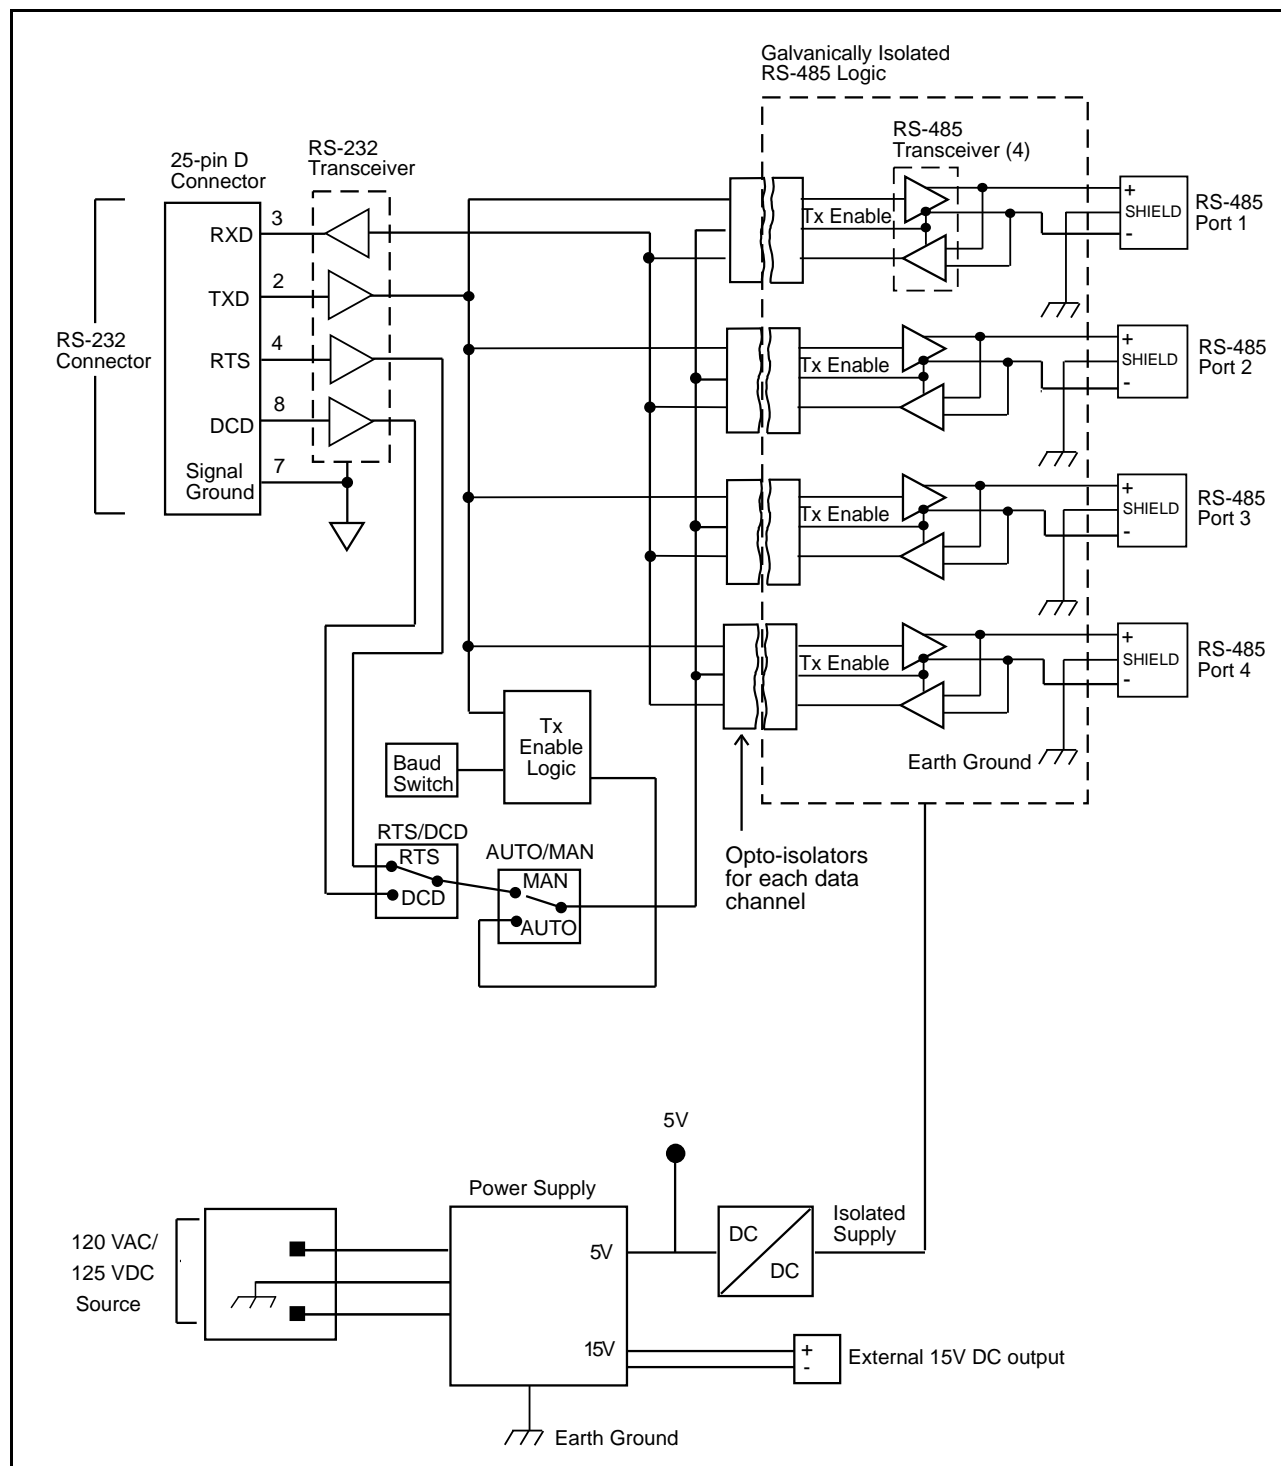 Galvanically Isolated
RS-485 Logic
RS-485
Transceiver (4)
RS-232
Transceiver
25-pin D
Connector
RS-232
Connector
RXD
3
TXD
2
RTS
4
DCD
8
Signal
Ground
7
Tx Enable
+
SHIELD
-
RS-485
Port 1
Tx Enable
+
SHIELD
-
RS-485
Port 2
Tx Enable
+
SHIELD
-
RS-485
Port 3
Tx Enable
+
SHIELD
-
RS-485
Port 4
Earth Ground
Tx
Enable
Logic
Baud
Switch
RTS/DCD
RTS
DCD
AUTO/MAN
MAN
AUTO
Opto-isolators
for each data
channel
5V
Power Supply
120 VAC/
125 VDC
Source
5V
15V
DC
DC
Isolated
Supply
+
-
External 15V DC output
Earth Ground